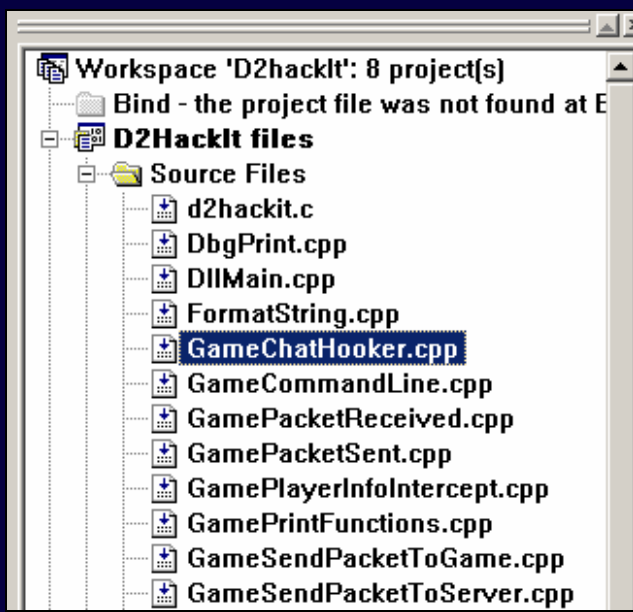 Workspace 'D2hackIt': 8 project(s)
Bind - the project file was not found at E
D2HackIt files
Source Files
d2hackit.c
DbgPrint.cpp
DllMain.cpp
FormatString.cpp
GameChatHooker.cpp
GameCommandLine.cpp
GamePacketReceived.cpp
GamePacketSent.cpp
GamePlayerInfoIntercept.cpp
GamePrintFunctions.cpp
GameSendPacketToGame.cpp
GameSendPacketToServer.cpp